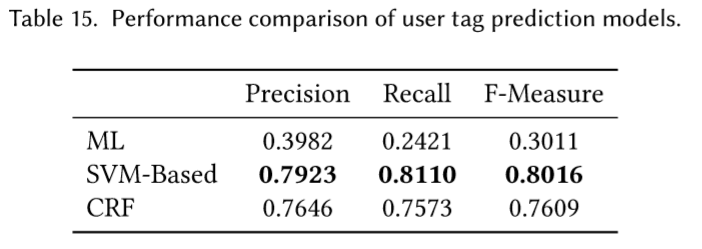 Table 15. Performance comparison of user tag prediction models.
Precision Recall F-Measure
ML 0.3982 0.2421 0.3011
SVM-Based 0.7923 0.8110 0.8016
CRF 0.7646 0.7573 0.7609